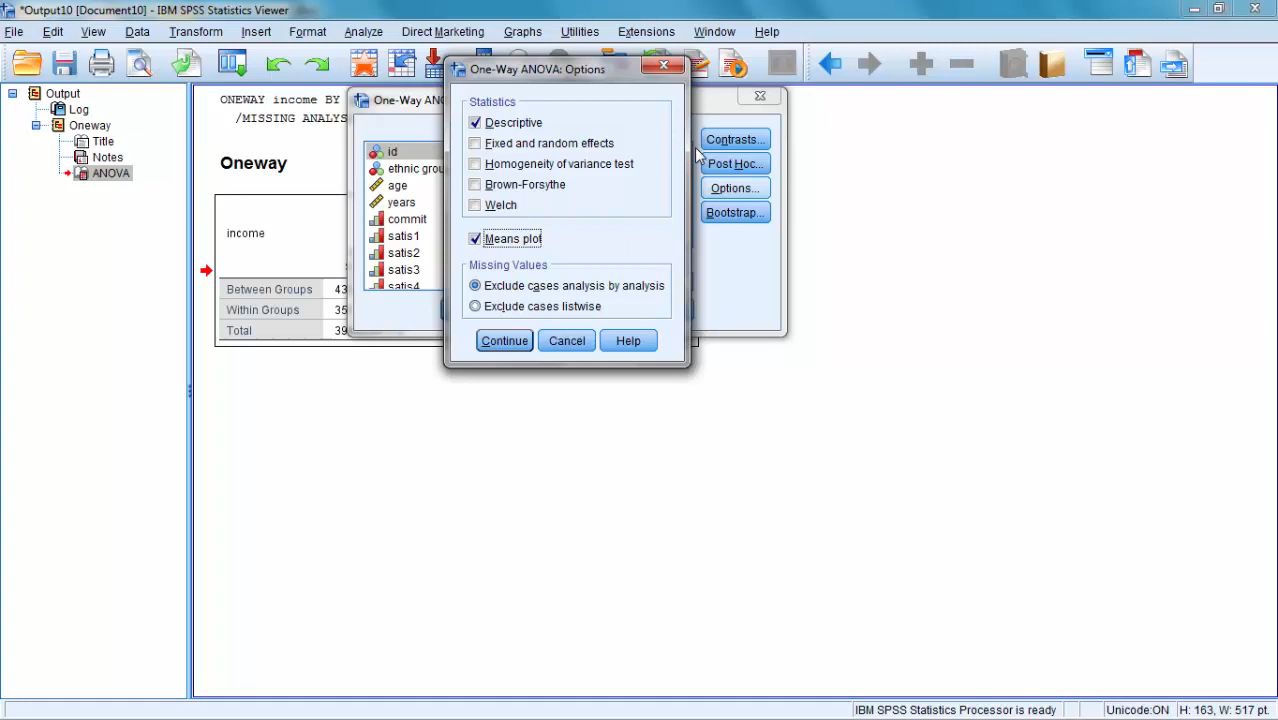 *Output10 [Document10] - IBM SPSS Statistics Viewer
File Edit View Data Transform Insert Format Analyze Direct Marketing Graphs Utilities Extensions Window Help
Output
Log
Oneway
Title
Notes
ANOVA
ONEWAY income BY
/MISSING ANALYS
Oneway
income
Between Groups 43
Within Groups 35
Total 39
One-Way AN
id
ethnic grou
age
years
commit
satis1
satis2
satis3
satis4
Contrasts...
Post Hoc...
Options...
Bootstrap...
One-Way ANOVA: Options
Statistics
Descriptive
Fixed and random effects
Homogeneity of variance test
Brown-Forsythe
Welch
Means plot
Missing Values
Exclude cases analysis by analysis
Exclude cases listwise
Continue Cancel Help
IBM SPSS Statistics Processor is ready Unicode:ON H: 163, W: 517 pt.